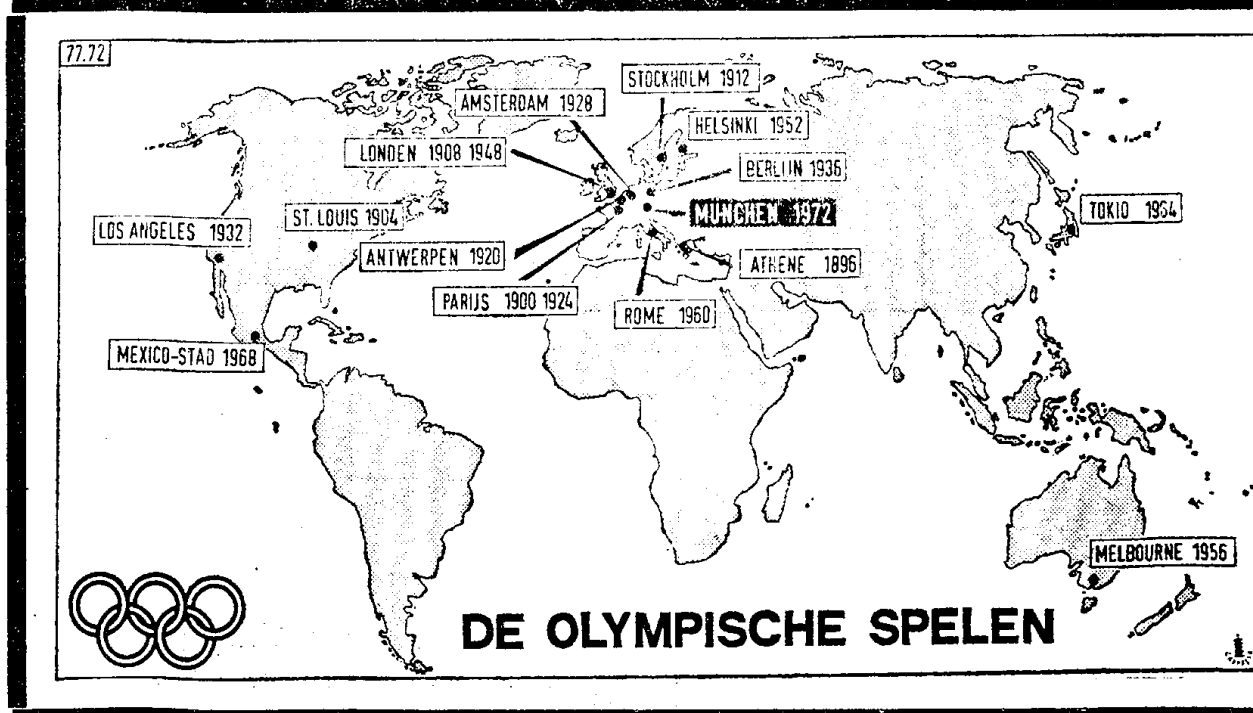 77.72
STOCKHOLM 1912
AMSTERDAM 1928
HELSINKI 1952
LONDEN 1908 1948
BERLIJN 1936
ST. LOUIS 1904
MÜNCHEN 1972
TOKIO 1964
LOS ANGELES 1932
ANTWERPEN 1920
ATHENE 1896
PARIJS 1900 1924
ROME 1960
MEXICO-STAD 1968
MELBOURNE 1956
DE OLYMPISCHE SPELEN